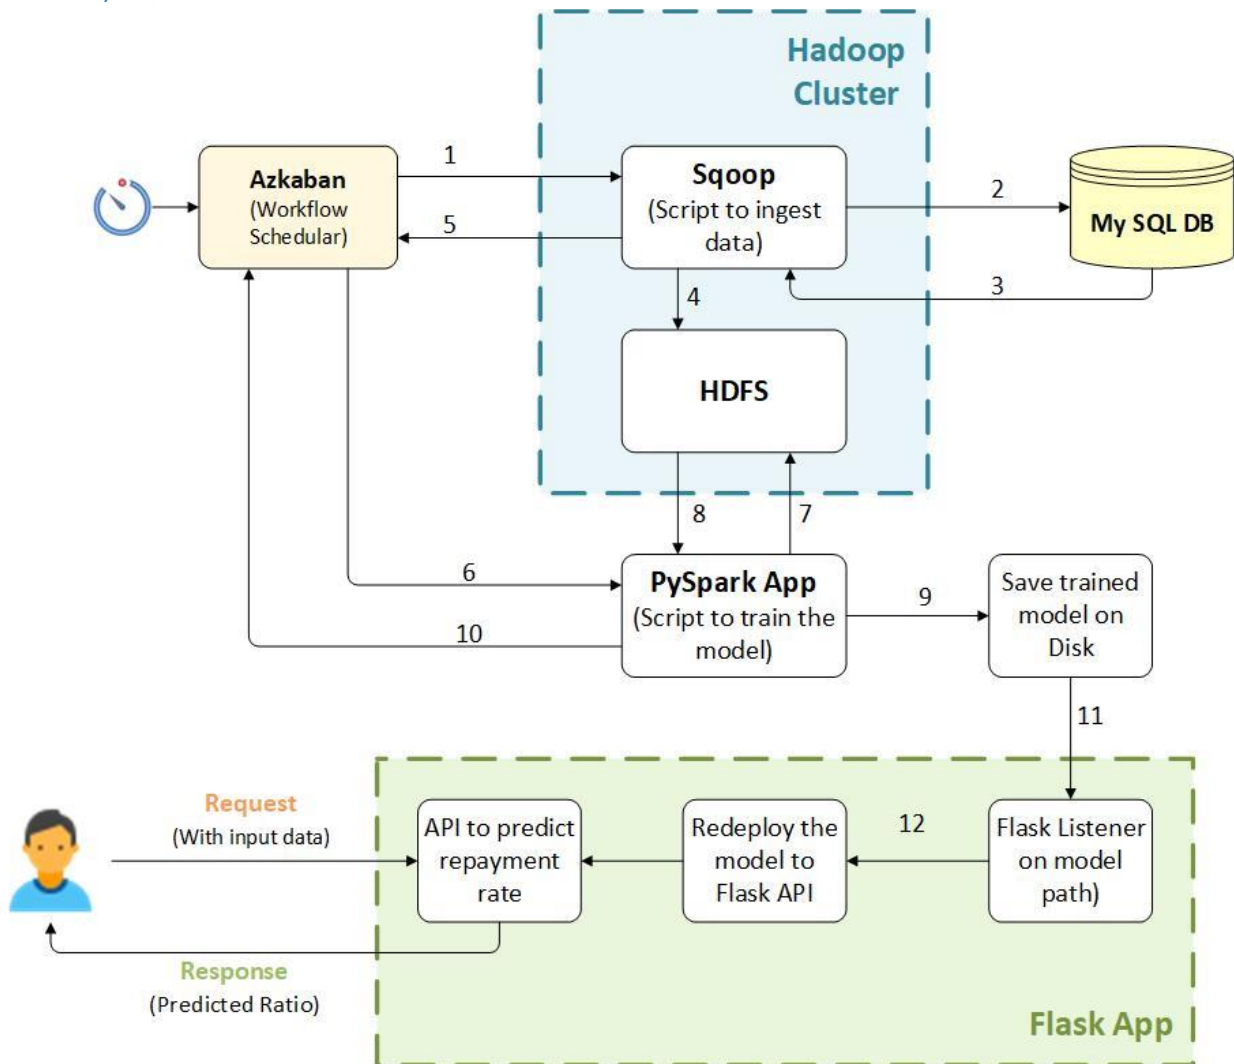 Hadoop
Cluster
Azkaban
(Workflow
Schedular)
1
5
Sqoop
(Script to ingest
data)
2
3
My SQL DB
4
HDFS
8
7
6
10
PySpark App
(Script to train the
model)
9
Save trained
model on
Disk
11
Request
(With input data)
API to predict
repayment
rate
Redeploy the
model to
Flask API
12
Flask Listener
on model
path)
Response
(Predicted Ratio)
Flask App